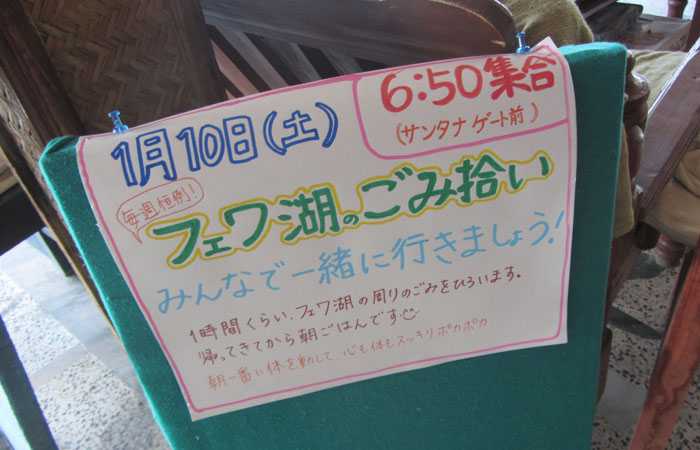 1月10日(土)
6:50集合
(サンタナ ゲート前)
毎週恒例!
フェワ湖のごみ拾い
みんなで一緒に行きましょう!
1時間くらい、フェワ湖の周りのごみをひろいます。
帰ってきてから朝ごはんです
朝一番に体を動して、心も体もスッキリポカポカ